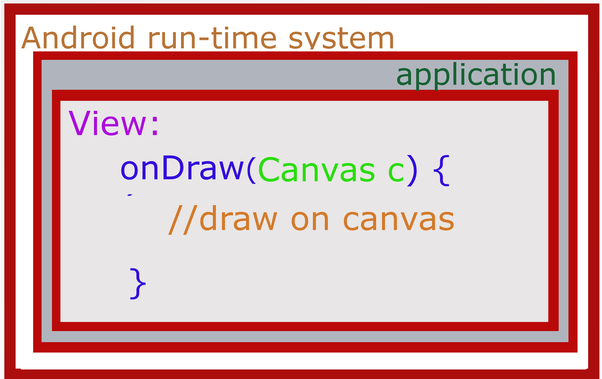 Android run-time system
application
View:
onDraw(Canvas c) {
//draw on canvas
}